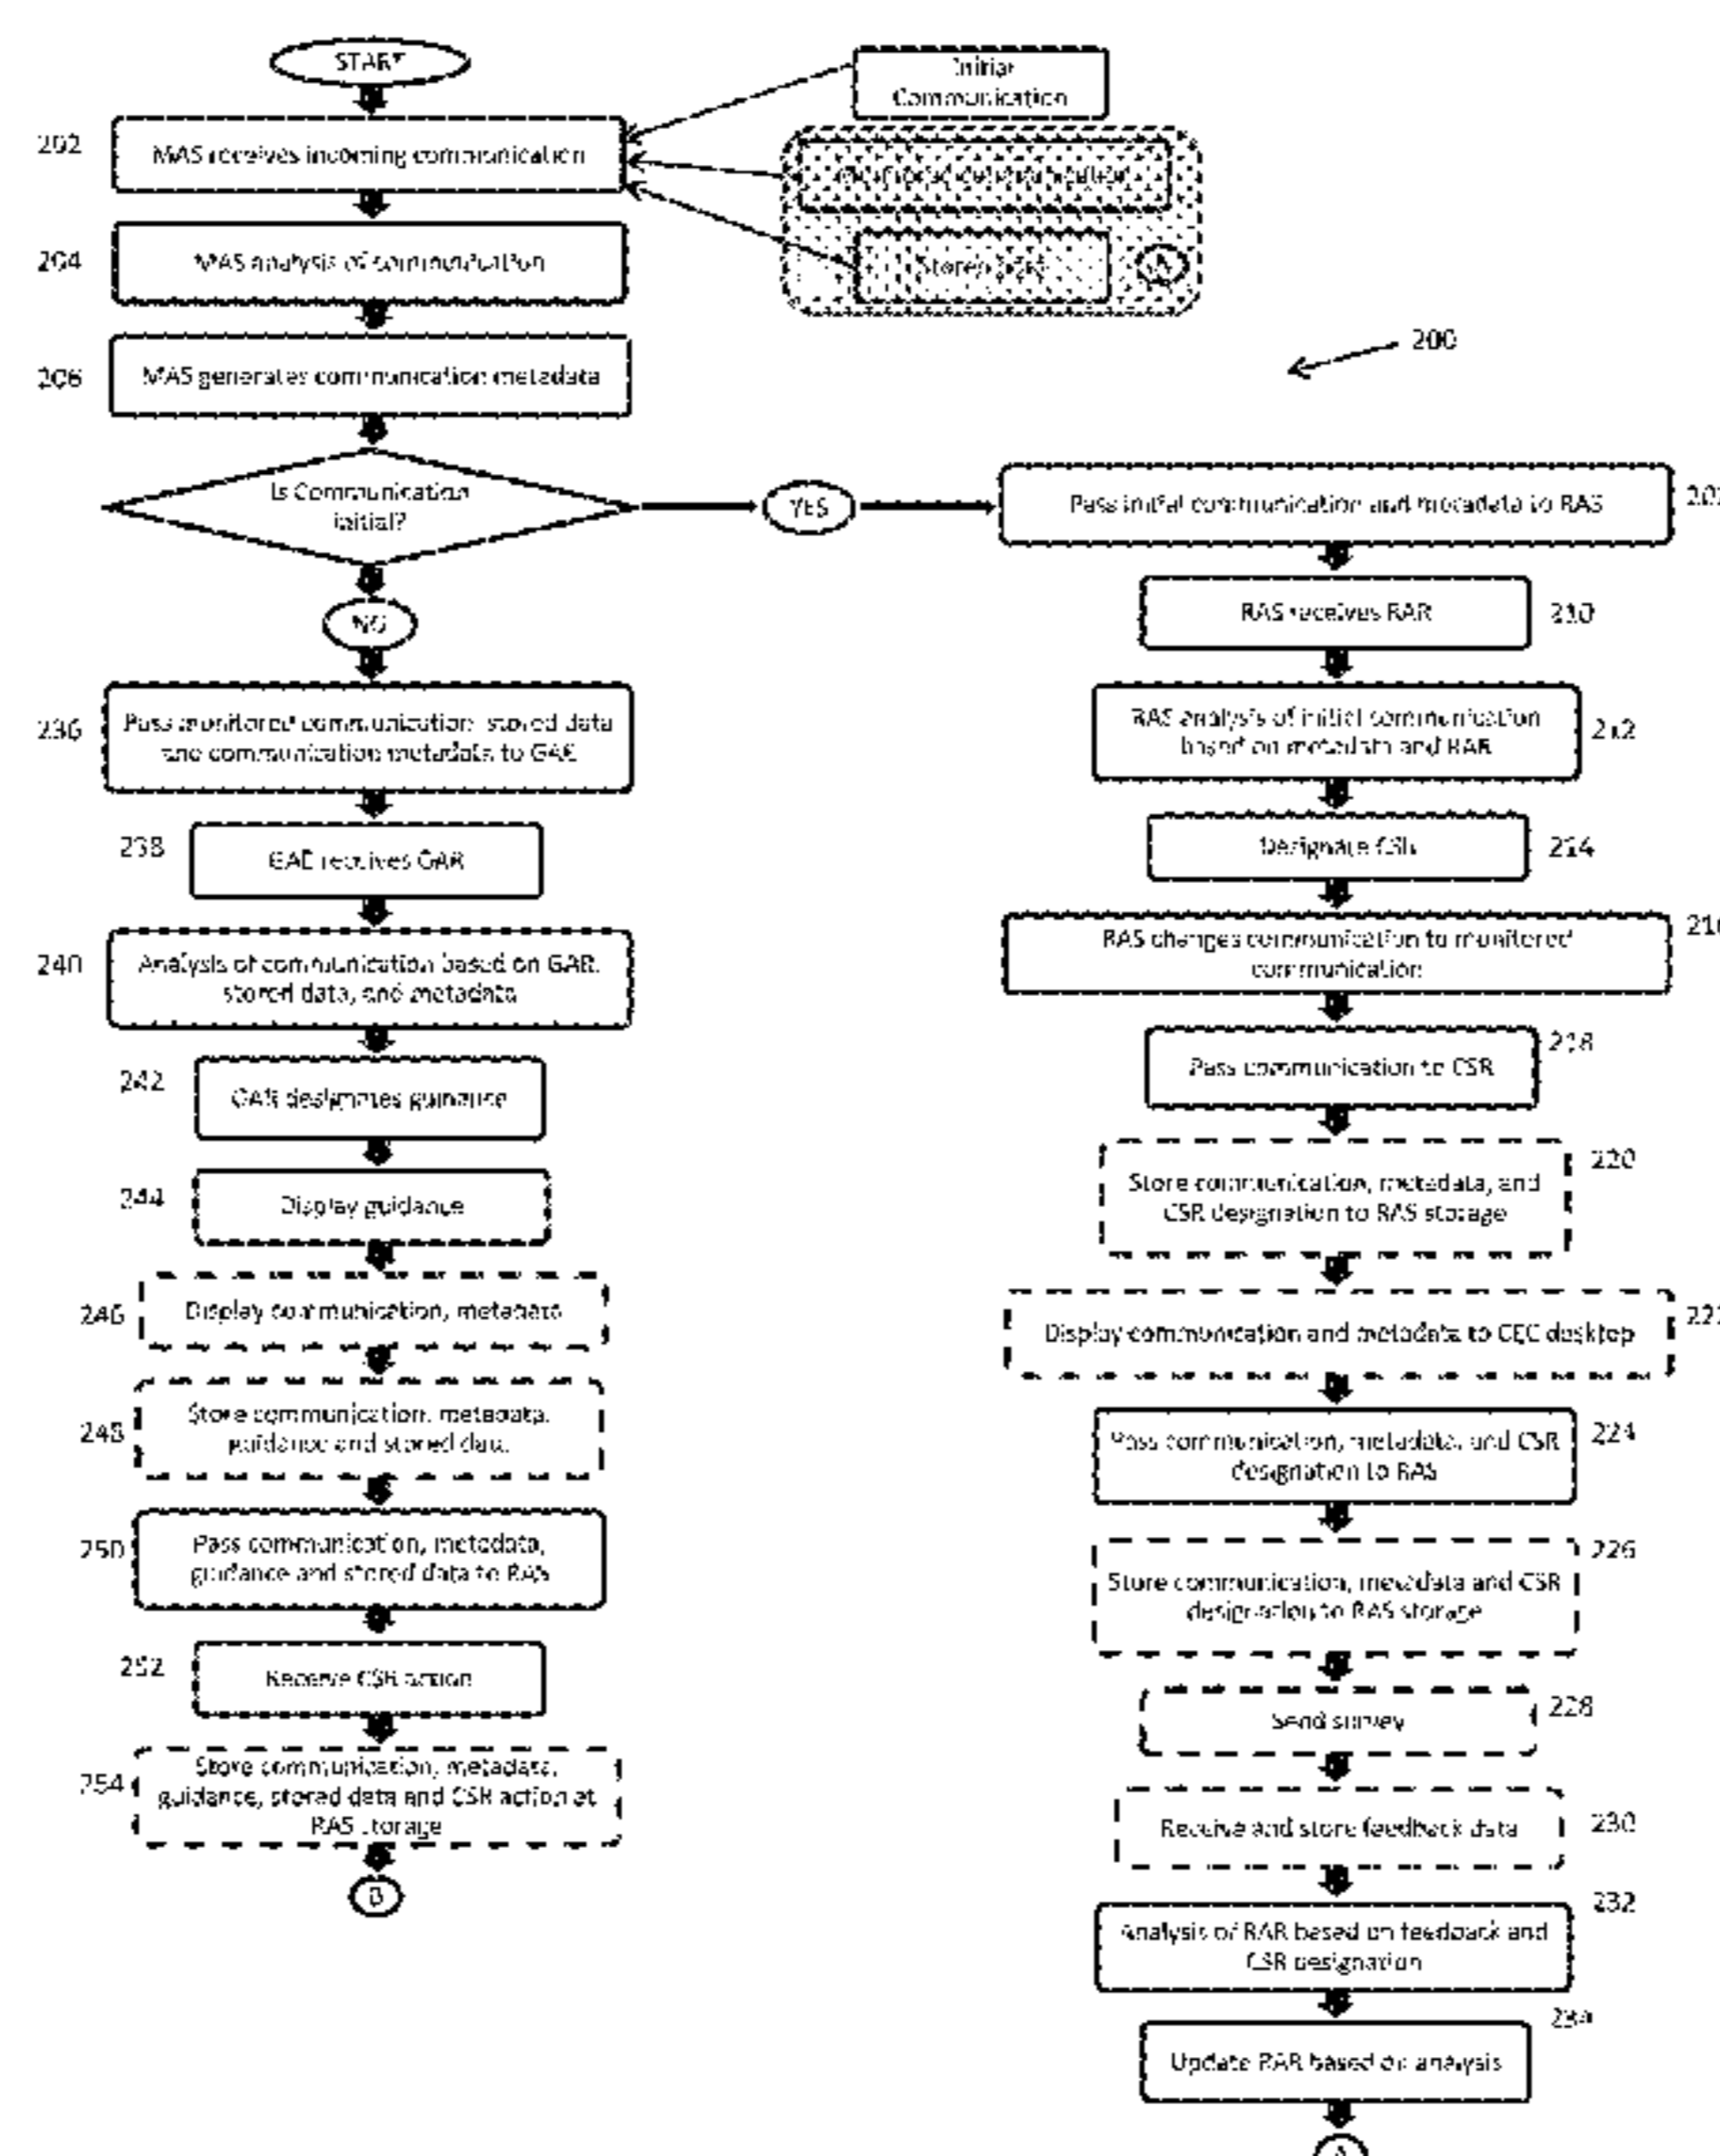 START
Initial
Communication
202
MAS receives incoming communication
Stored
A
204
MAS analysis of communication
200
206
MAS generates communication metadata
Is Communication
initial?
YES
Pass initial communication and metadata to RAS
NO
RAS receives RAR
210
RAS analysis of initial communication
based on metadata and RAR
212
Designate CSR
214
RAS changes communication to monitored
communication
Pass communication to CSR
218
Store communication, metadata, and
CSR designation to RAS storage
220
Display communication and metadata to CEC desktop
Pass communication, metadata, and CSR
designation to RAS
224
Store communication, metadata and CSR
designation to RAS storage
226
Send survey
228
Receive and store feedback data
230
Analysis of RAR based on feedback and
CSR designation
232
Update RAR based on analysis
234
236
Pass monitored communication, stored data
and communication metadata to GAE
238
GAE receives GAR
240
Analysis of communication based on GAR,
stored data, and metadata
242
designates guidance
244
Display guidance
246
Display communication, metadata
248
Store communication, metadata,
guidance and stored data
250
Pass communication, metadata,
guidance and stored data to RAS
252
Receive CSR action
254
Store communication, metadata,
guidance, stored data and CSR action at
RAS storage
B